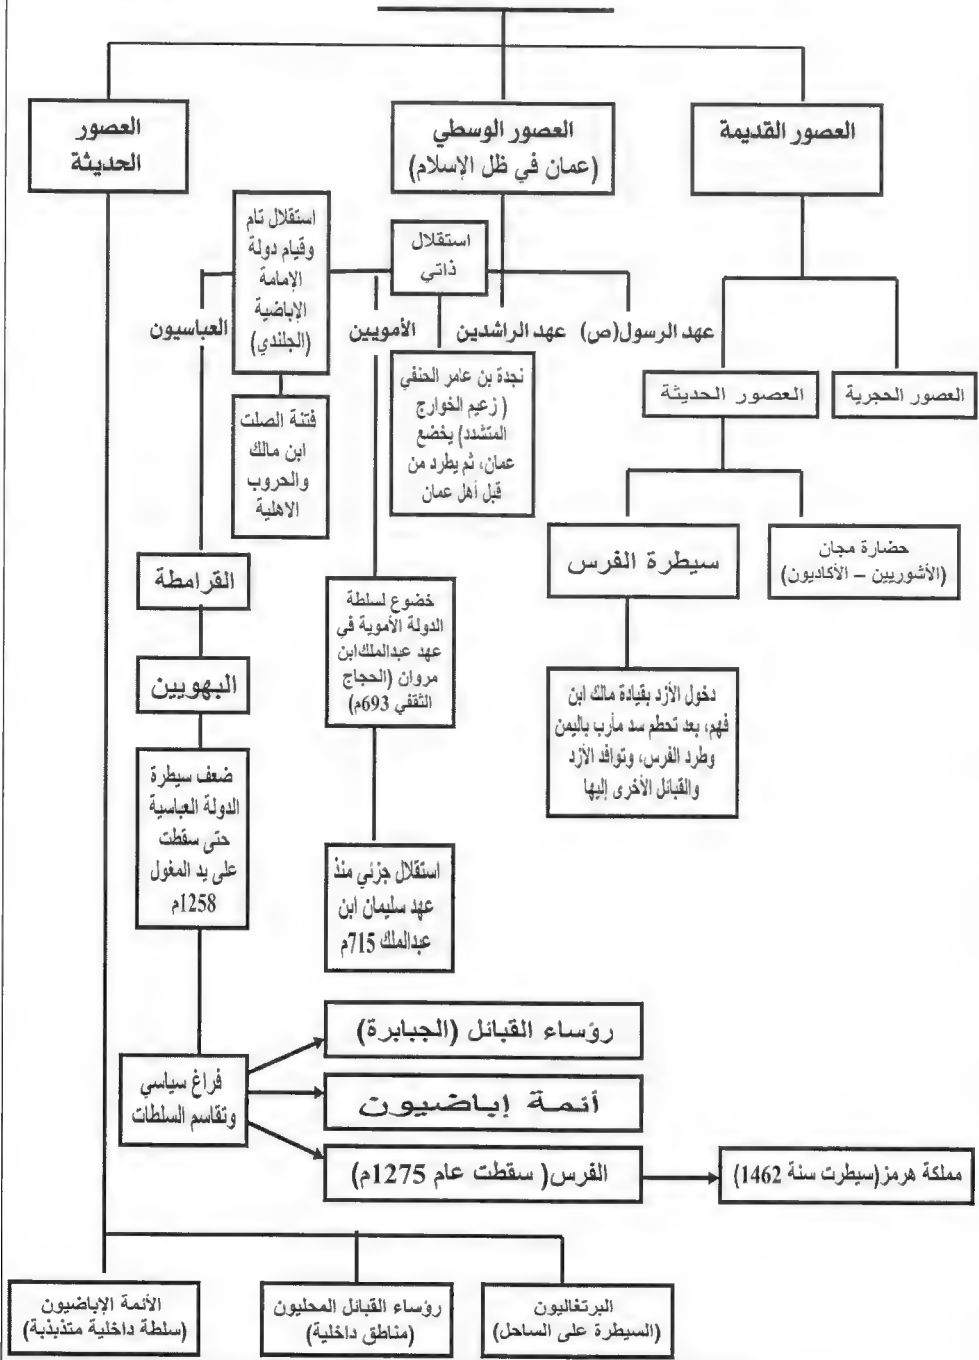 العصور القديمة
العصور الوسطي
(عمان في ظل الإسلام)
العصور
الحديثة
استقلال
ذاتي
استقلال تام
وقيام دولة
الإمامة
الإباضية
(الجلندي)
عهد الرسول(ص)
عهد الراشدين
الأمويين
العباسيون
العصور الحجرية
العصور الحديثة
نجدة بن عامر الحنفي
( زعيم الخوارج
المتشدد) يخضع
عمان، ثم يطرد من
قبل أهل عمان
فتنة الصلت
ابن مالك
والحروب
الاهلية
حضارة مجان
(الأشوريين – الأكاديون)
سيطرة الفرس
القرامطة
خضوع لسلطة
الدولة الأموية في
عهد عبدالملك ابن
مروان (الحجاج
الثقفي 693م)
البهويين
دخول الأزد بقيادة مالك ابن
فهم، بعد تحطم سد مأرب باليمن
وطرد الفرس، وتوافد الأزد
والقبائل الأخرى إليها
ضعف سيطرة
الدولة العباسية
حتى سقطت
على يد المغول
1258م
استقلال جزئي منذ
عهد سليمان ابن
عبدالملك 715م
رؤساء القبائل (الجبابرة)
فراغ سياسي
وتقاسم السلطات
أئمة إباضيون
الفرس( سقطت عام 1275م)
مملكة هرمز(سيطرت سنة 1462)
البرتغاليون
(السيطرة على الساحل)
رؤساء القبائل المحليون
(مناطق داخلية)
الأئمة الإباضيون
(سلطة داخلية متذبذبة)